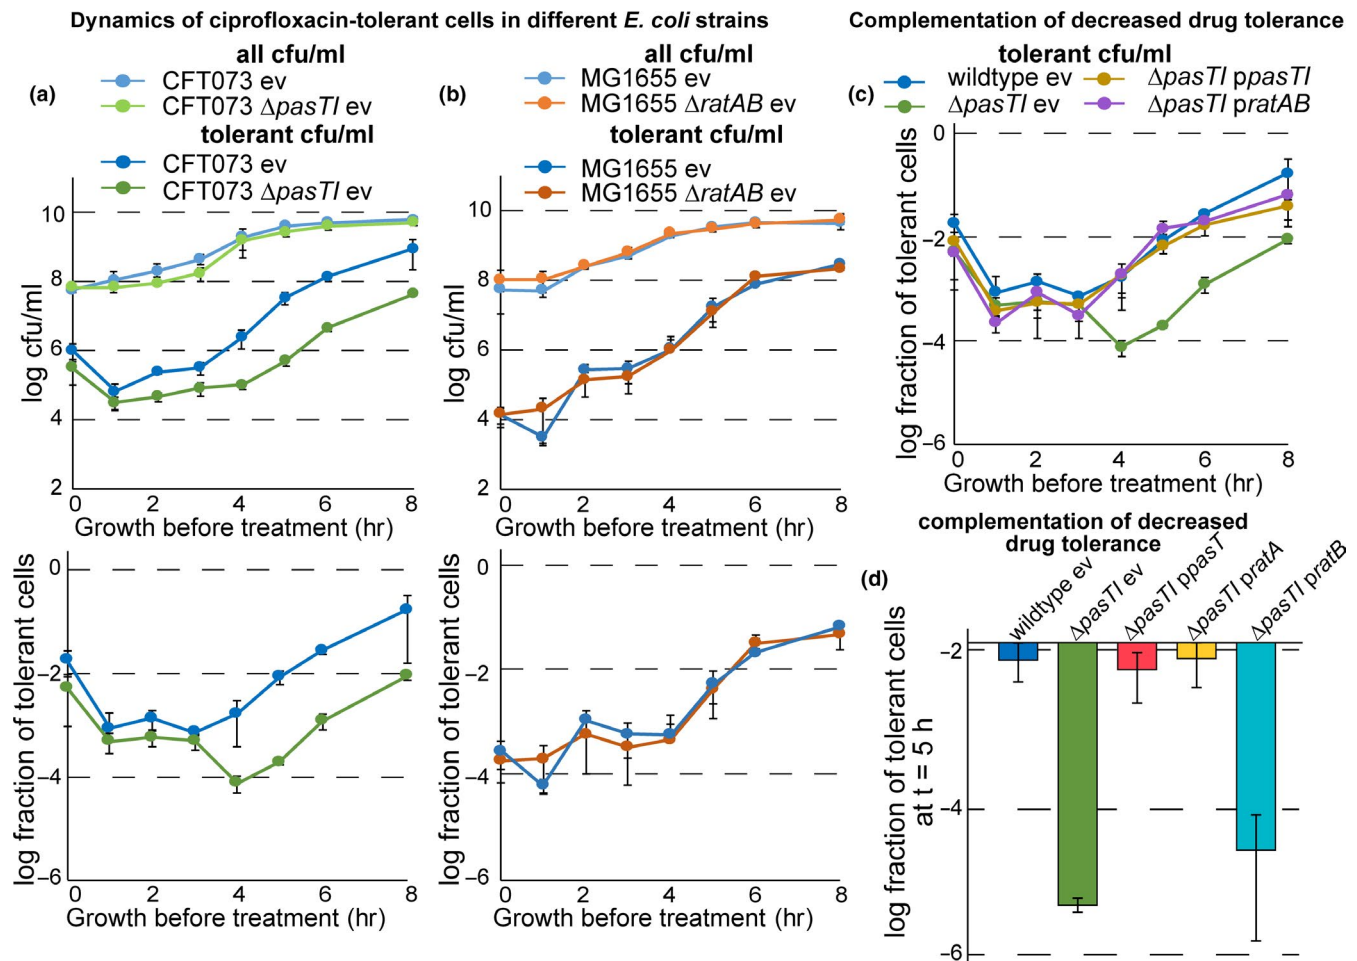 Dynamics of ciprofloxacin-tolerant cells in different E. coli strains
(a)
all cfu/ml
CFT073 ev
CFT073 ΔpasTI ev
tolerant cfu/ml
CFT073 ev
CFT073 ΔpasTI ev
log cfu/ml
10
8
6
4
2
0 2 4 6 8
Growth before treatment (hr)
log fraction of tolerant cells
0
−2
−4
−6
0 2 4 6 8
Growth before treatment (hr)
(b)
all cfu/ml
MG1655 ev
MG1655 ΔratAB ev
tolerant cfu/ml
MG1655 ev
MG1655 ΔratAB ev
log cfu/ml
10
8
6
4
2
0 2 4 6 8
Growth before treatment (hr)
log fraction of tolerant cells
0
−2
−4
−6
0 2 4 6 8
Growth before treatment (hr)
Complementation of decreased drug tolerance
tolerant cfu/ml
(c)
wildtype ev
ΔpasTI ev
ΔpasTI ppasTI
ΔpasTI pratAB
log fraction of tolerant cells
0
−2
−4
−6
0 2 4 6 8
Growth before treatment (hr)
complementation of decreased
drug tolerance
(d)
wildtype ev
ΔpasTI ev
ΔpasTI ppasT
ΔpasTI pratA
ΔpasTI pratB
log fraction of tolerant cells
at t = 5 h
−2
−4
−6